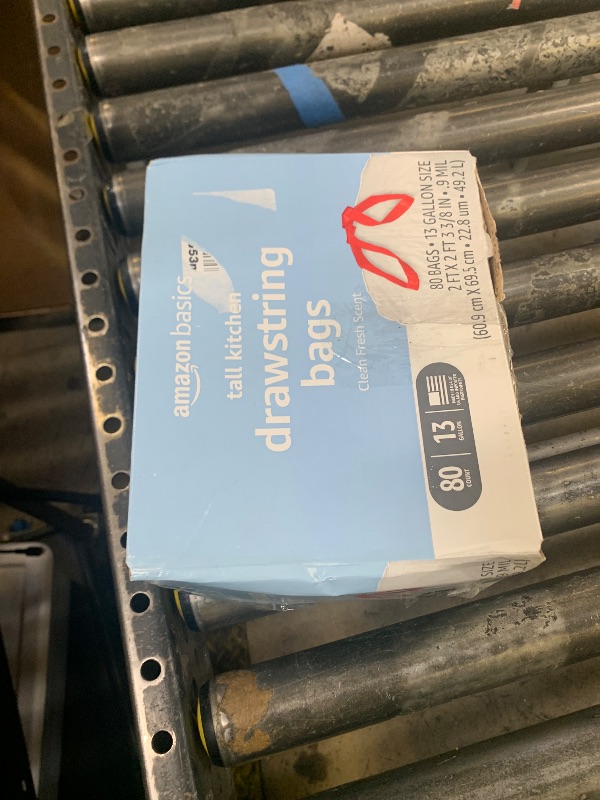 amazon basics
tall kitchen
drawstring
bags
Clean Fresh Scent
80 BAGS • 13 GALLON SIZE
2 FT X 2 FT 3 3/8 IN • .9 MIL
(60.9 cm X 69.5 cm • 22.8 um • 49.2 L)
80
COUNT
13
GALLON
SIZE
MIL